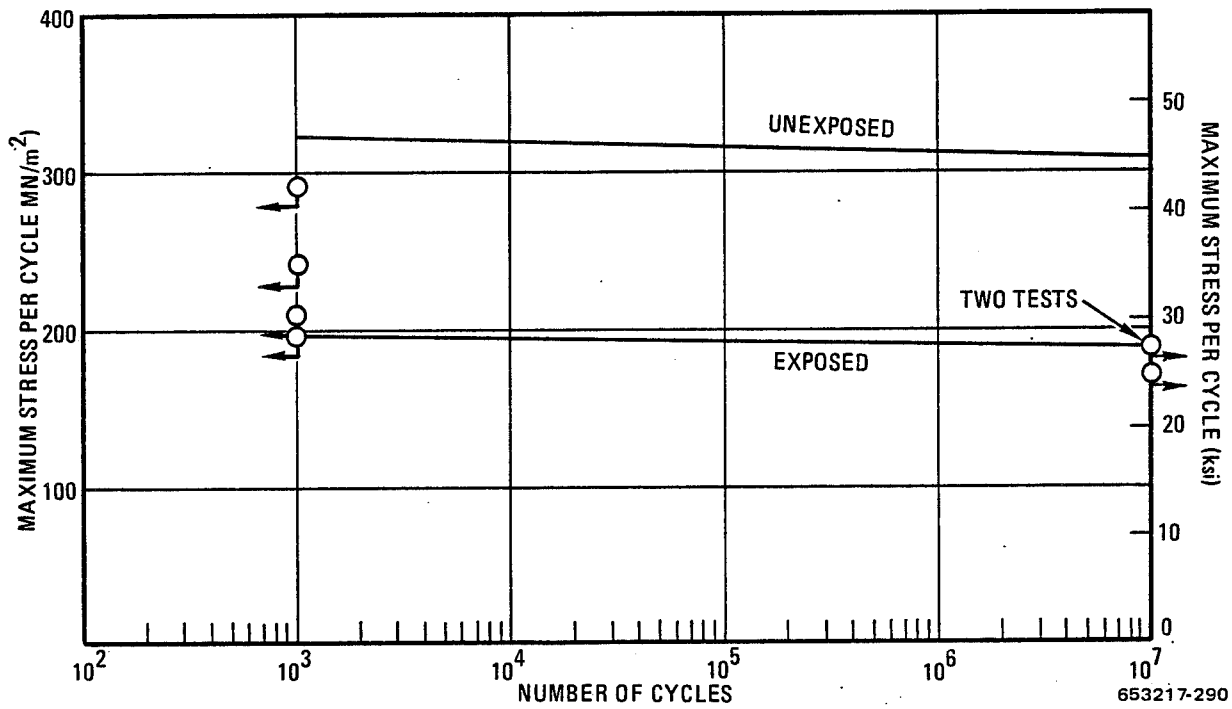 400
300
200
100
MAXIMUM STRESS PER CYCLE MN/m²
UNEXPOSED
EXPOSED
TWO TESTS
50
40
30
20
10
0
MAXIMUM STRESS PER CYCLE (ksi)
10² 10³ 10⁴ 10⁵ 10⁶ 10⁷
NUMBER OF CYCLES
653217-290